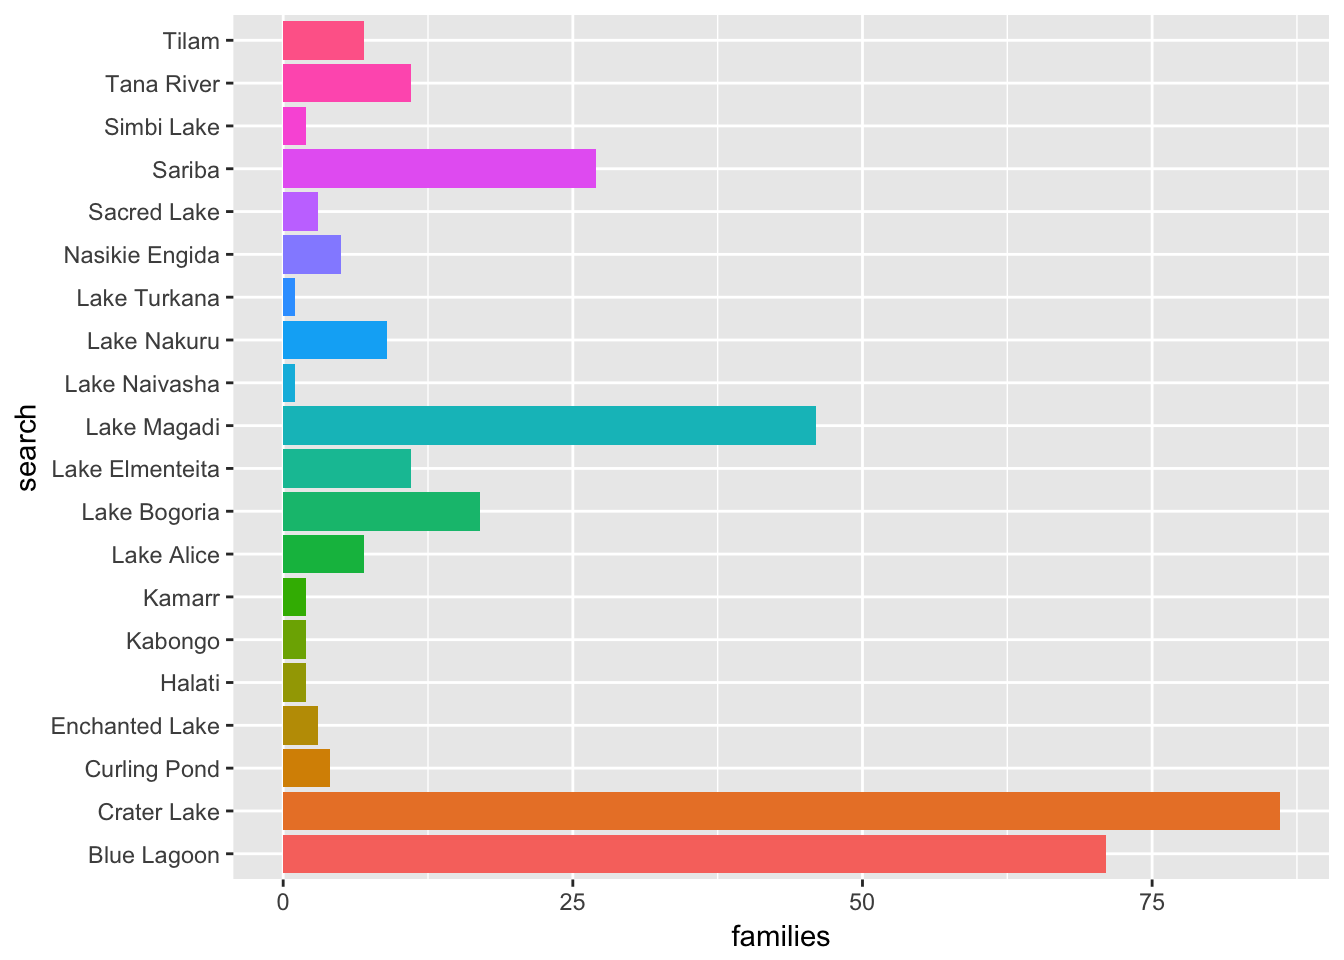 Tilam
Tana River
Simbi Lake
Sariba
Sacred Lake
Nasikie Engida
Lake Turkana
Lake Nakuru
Lake Naivasha
Lake Magadi
Lake Elmenteita
Lake Bogoria
Lake Alice
Kamarr
Kabongo
Halati
Enchanted Lake
Curling Pond
Crater Lake
Blue Lagoon
search
0 25 50 75
families